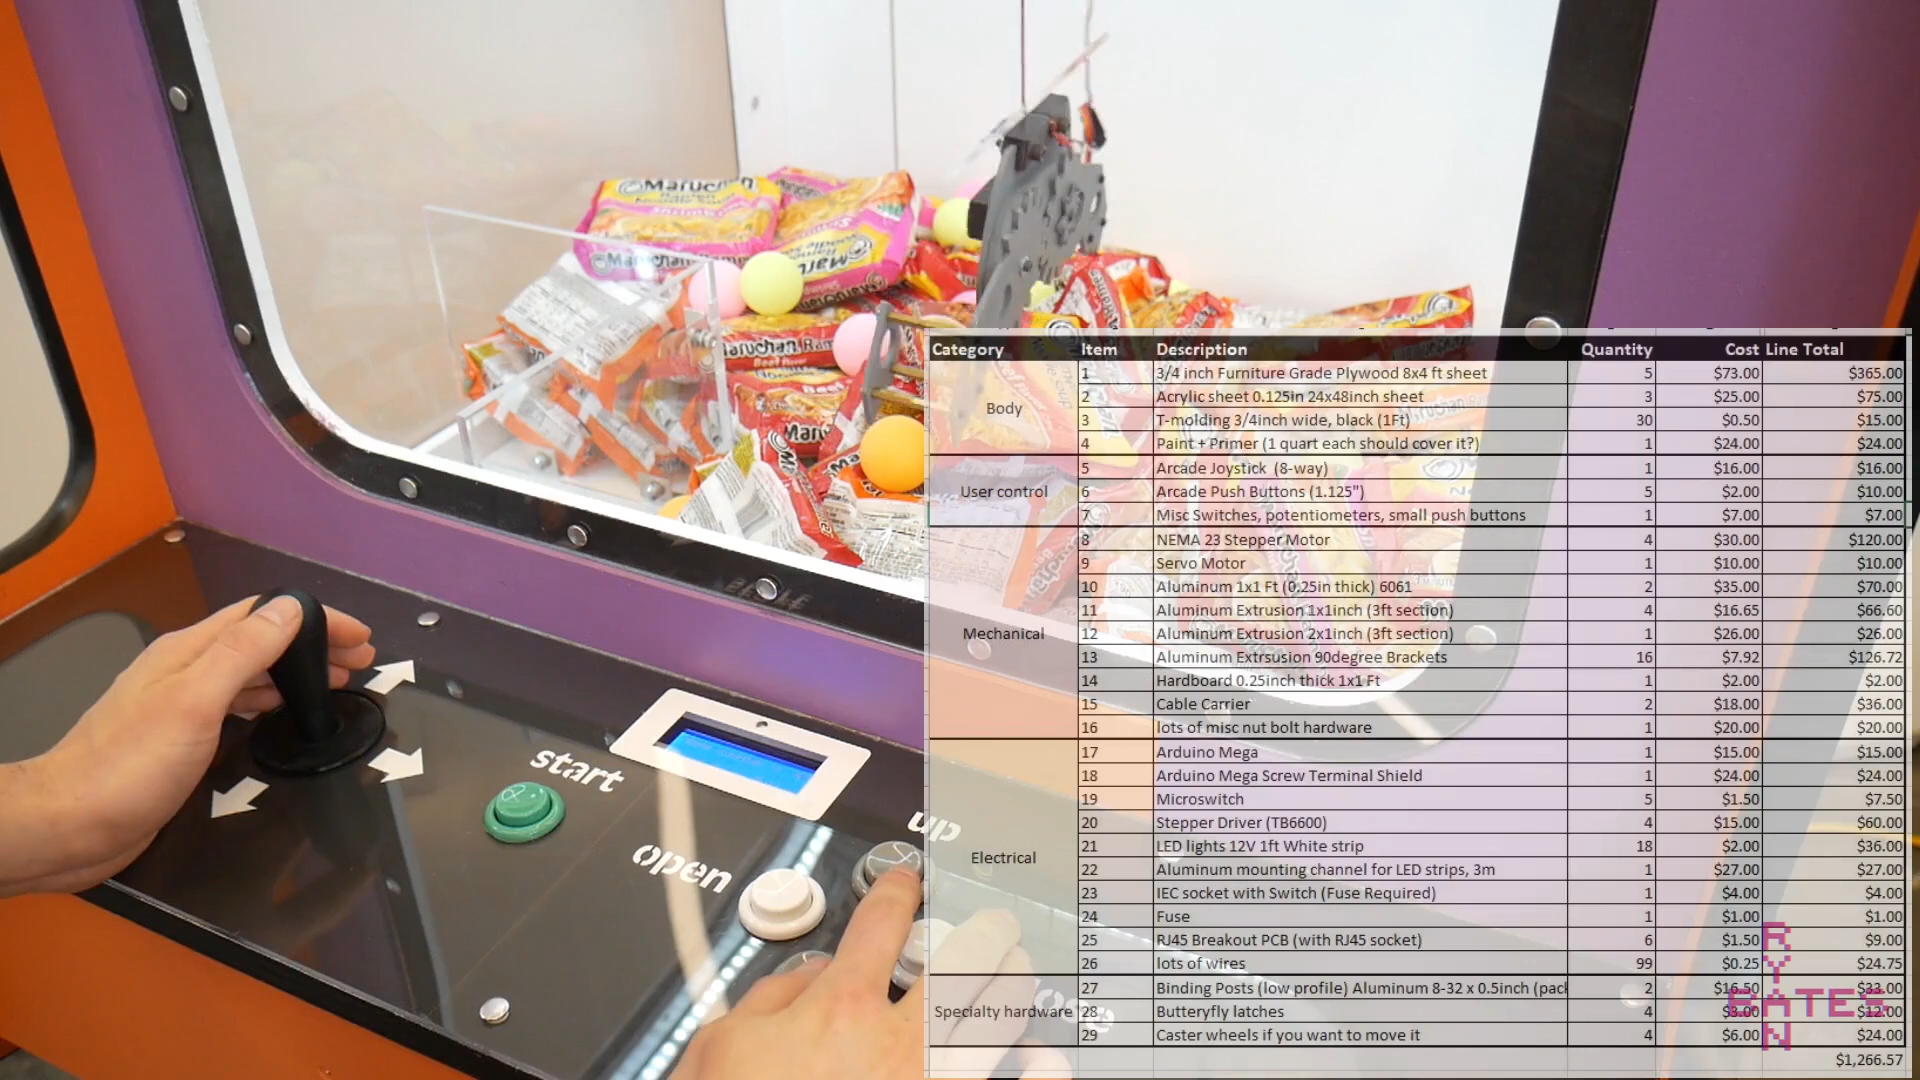 Maruchan
Ramen
Noodle Soup
Maruchan
Maruchan Ram
Beef
Maru
start
open
up
Category Item Description Quantity Cost Line Total
Body
1 3/4 inch Furniture Grade Plywood 8x4 ft sheet 5 $73.00 $365.00
2 Acrylic sheet 0.125in 24x48inch sheet 3 $25.00 $75.00
3 T-molding 3/4inch wide, black (1Ft) 30 $0.50 $15.00
4 Paint + Primer (1 quart each should cover it?) 1 $24.00 $24.00
User control
5 Arcade Joystick (8-way) 1 $16.00 $16.00
6 Arcade Push Buttons (1.125") 5 $2.00 $10.00
7 Misc Switches, potentiometers, small push buttons 1 $7.00 $7.00
Mechanical
8 NEMA 23 Stepper Motor 4 $30.00 $120.00
9 Servo Motor 1 $10.00 $10.00
10 Aluminum 1x1 Ft (0.25in thick) 6061 2 $35.00 $70.00
11 Aluminum Extrusion 1x1inch (3ft section) 4 $16.65 $66.60
12 Aluminum Extrusion 2x1inch (3ft section) 1 $26.00 $26.00
13 Aluminum Extrsusion 90degree Brackets 16 $7.92 $126.72
14 Hardboard 0.25inch thick 1x1 Ft 1 $2.00 $2.00
15 Cable Carrier 2 $18.00 $36.00
16 lots of misc nut bolt hardware 1 $20.00 $20.00
Electrical
17 Arduino Mega 1 $15.00 $15.00
18 Arduino Mega Screw Terminal Shield 1 $24.00 $24.00
19 Microswitch 5 $1.50 $7.50
20 Stepper Driver (TB6600) 4 $15.00 $60.00
21 LED lights 12V 1ft White strip 18 $2.00 $36.00
22 Aluminum mounting channel for LED strips, 3m 1 $27.00 $27.00
23 IEC socket with Switch (Fuse Required) 1 $4.00 $4.00
24 Fuse 1 $1.00 $1.00
25 RJ45 Breakout PCB (with RJ45 socket) 6 $1.50 $9.00
26 lots of wires 99 $0.25 $24.75
Specialty hardware
27 Binding Posts (low profile) Aluminum 8-32 x 0.5inch (pack 2 $16.50 $33.00
28 Butteryfly latches 4 $3.00 $12.00
29 Caster wheels if you want to move it 4 $6.00 $24.00
$1,266.57
RYAN
BATES